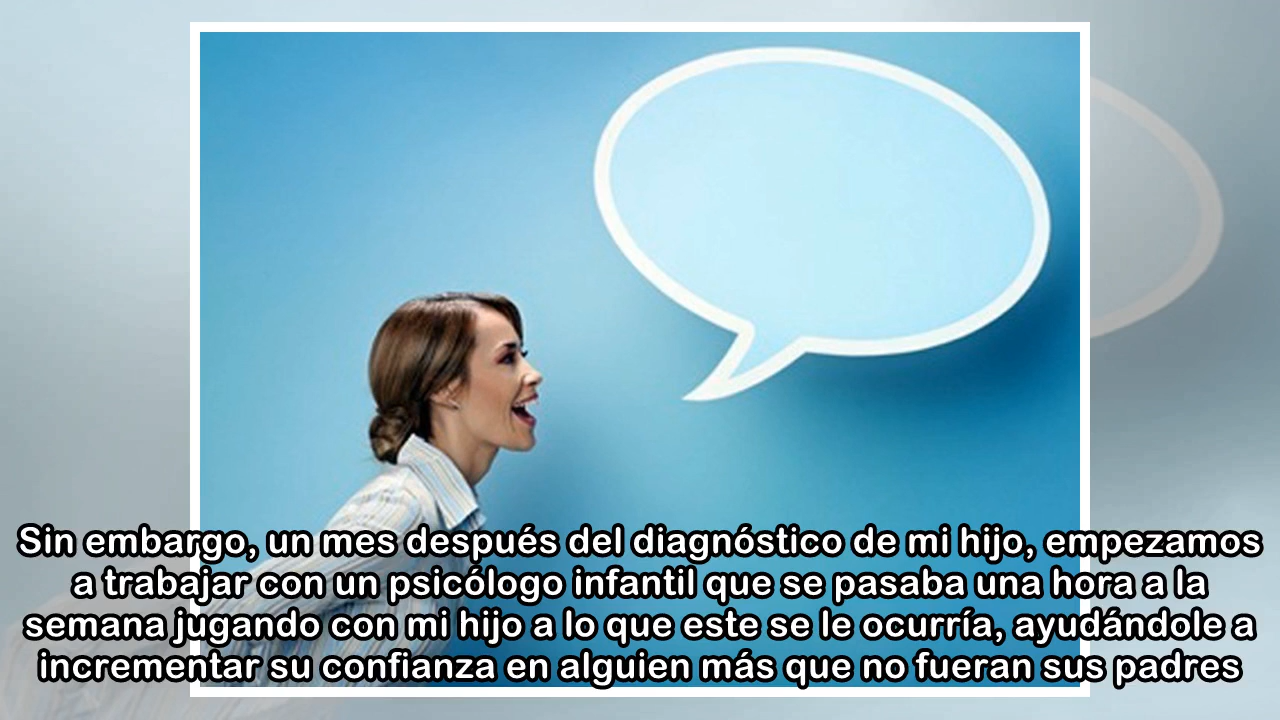 Sin embargo, un mes después del diagnóstico de mi hijo, empezamos
a trabajar con un psicólogo infantil que se pasaba una hora a la
semana jugando con mi hijo a lo que este se le ocurría, ayudándole a
incrementar su confianza en alguien más que no fueran sus padres